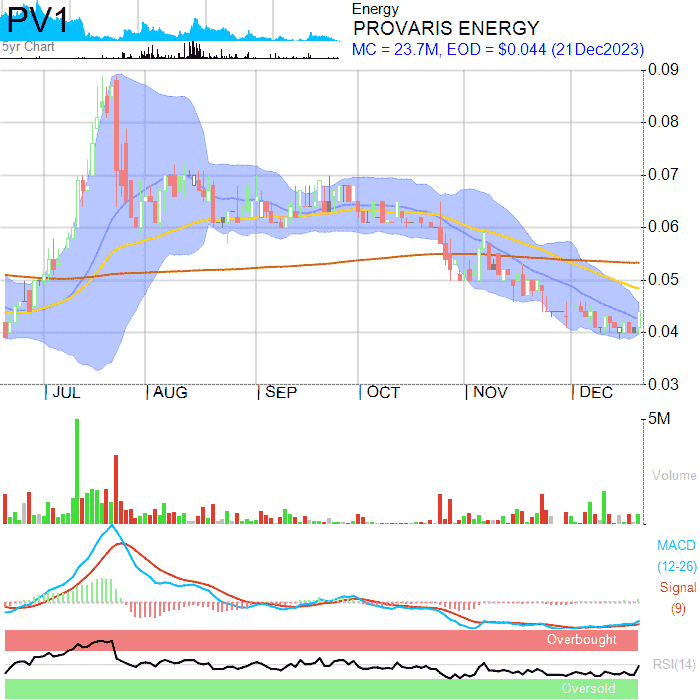 PV1
5yr Chart
Energy
PROVARIS ENERGY
MC = 23.7M, EOD = $0.044 (21Dec2023)
0.09
0.08
0.07
0.06
0.05
0.04
0.03
JUL AUG SEP OCT NOV DEC
5M
Volume
MACD
(12-26)
Signal
(9)
Overbought
RSI(14)
Oversold